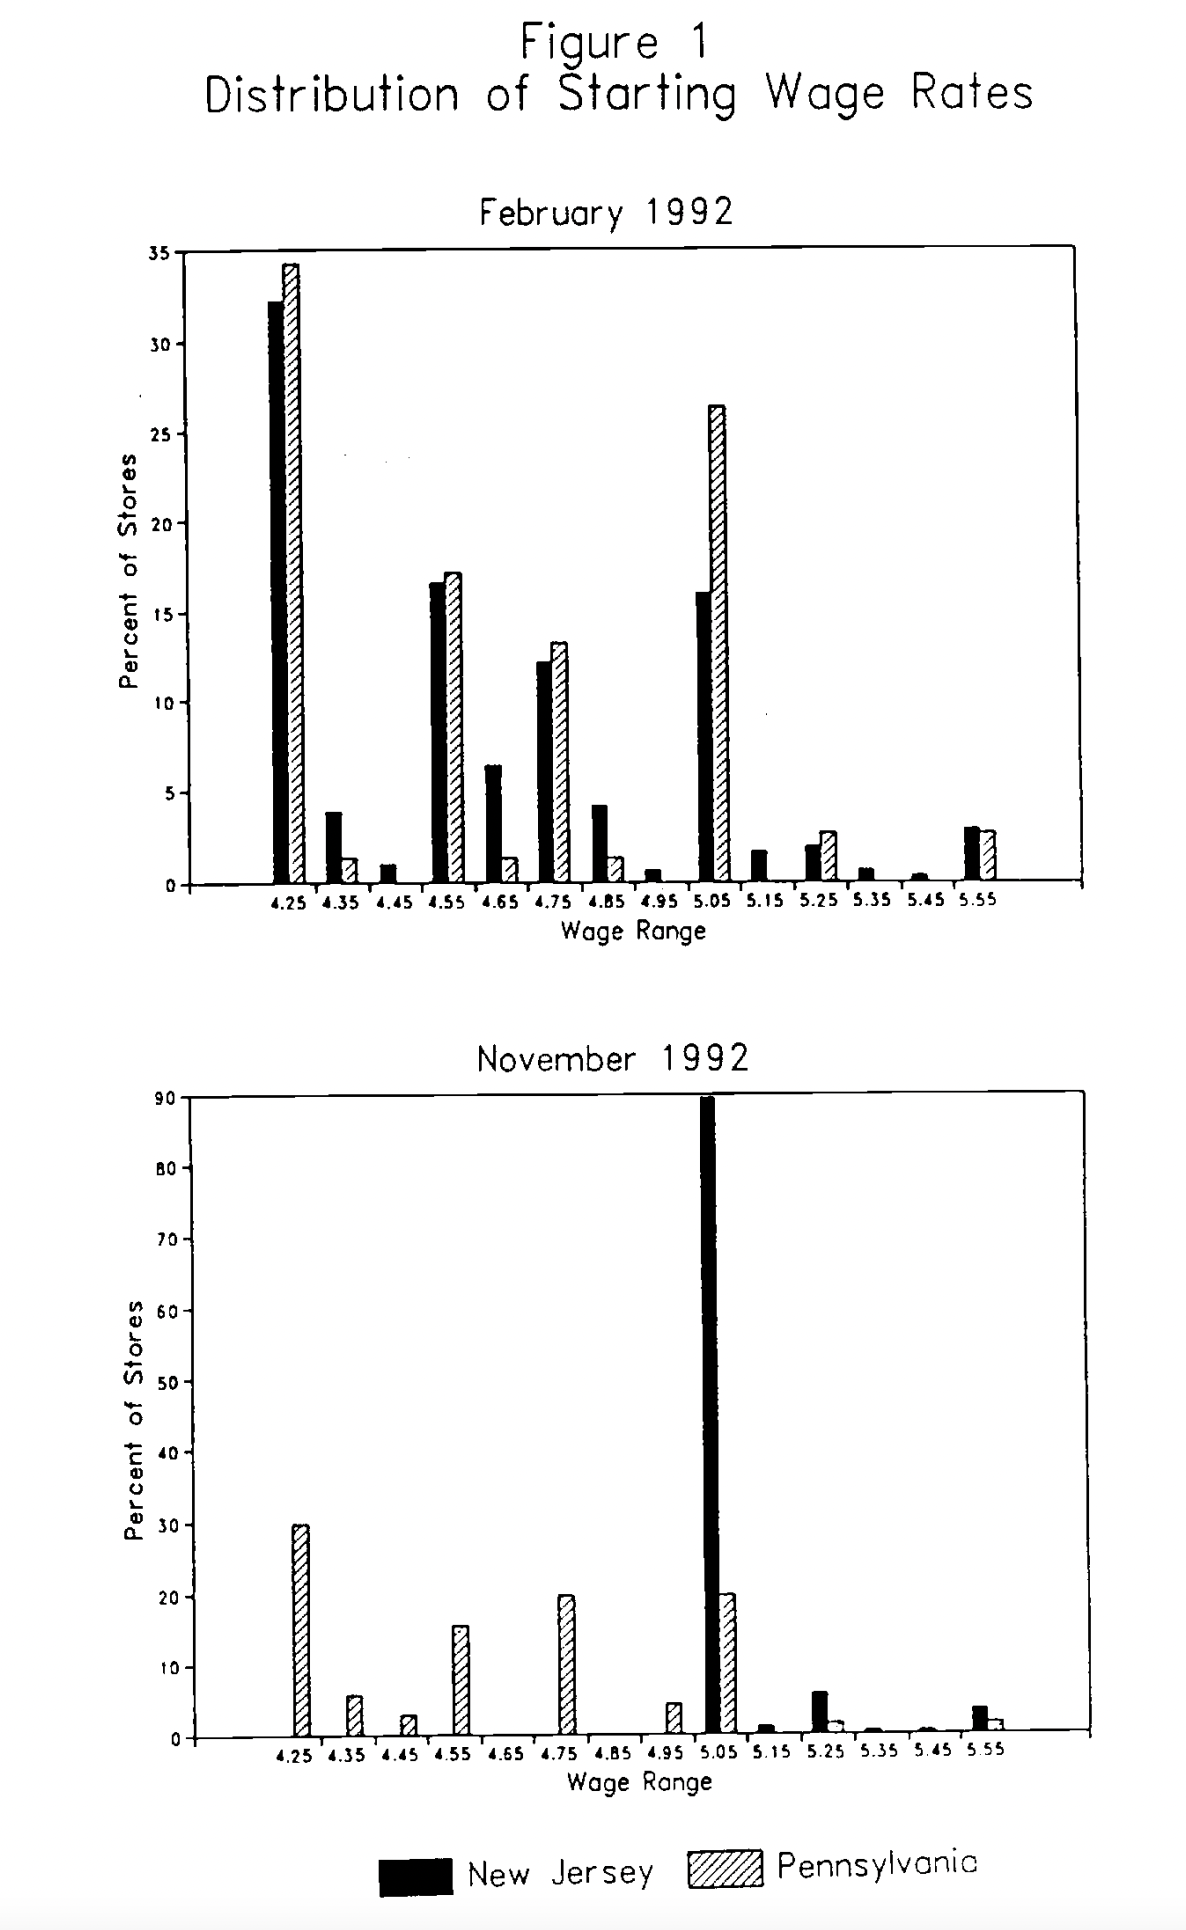 Figure 1
Distribution of Starting Wage Rates
February 1992
35
30
25
20
15
10
5
0
Percent of Stores
4.25 4.35 4.45 4.55 4.65 4.75 4.85 4.95 5.05 5.15 5.25 5.35 5.45 5.55
Wage Range
November 1992
90
80
70
60
50
40
30
20
10
0
Percent of Stores
4.25 4.35 4.45 4.55 4.65 4.75 4.85 4.95 5.05 5.15 5.25 5.35 5.45 5.55
Wage Range
New Jersey
Pennsylvania